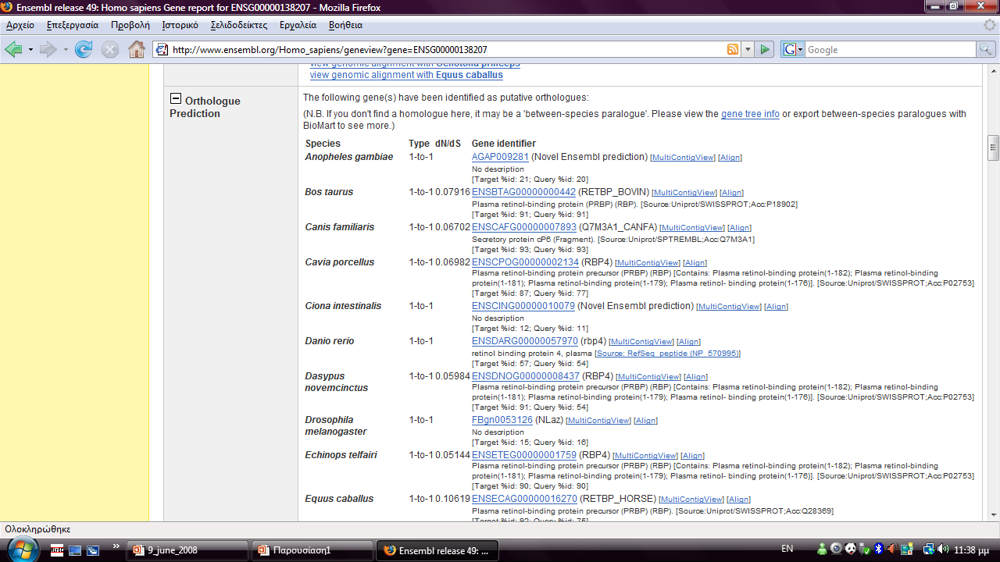 Ensembl release 49: Homo sapiens Gene report for ENSG00000138207 - Mozilla Firefox
Αρχείο Επεξεργασία Προβολή Ιστορικό Σελιδοδείκτες Εργαλεία Βοήθεια
http://www.ensembl.org/Homo_sapiens/geneview?gene=ENSG00000138207
Google
view genomic alignment with Ochotona princeps
view genomic alignment with Equus caballus
Orthologue Prediction
The following gene(s) have been identified as putative orthologues:
(N.B. If you don't find a homologue here, it may be a 'between-species paralogue'. Please view the gene tree info or export between-species paralogues with
BioMart to see more.)
Species Type dN/dS Gene identifier
Anopheles gambiae 1-to-1 AGAP009281 (Novel Ensembl prediction) [MultiContigView] [Align]
No description
[Target %id: 21; Query %id: 20]
Bos taurus 1-to-1 0.07916 ENSBTAG00000000442 (RETBP_BOVIN) [MultiContigView] [Align]
Plasma retinol-binding protein (PRBP) (RBP). [Source:Uniprot/SWISSPROT;Acc:P18902]
[Target %id: 91; Query %id: 91]
Canis familiaris 1-to-1 0.06702 ENSCAFG00000007893 (Q7M3A1_CANFA) [MultiContigView] [Align]
Secretory protein cP6 (Fragment). [Source:Uniprot/SPTREMBL;Acc:Q7M3A1]
[Target %id: 93; Query %id: 93]
Cavia porcellus 1-to-1 0.06982 ENSCPOG00000002134 (RBP4) [MultiContigView] [Align]
Plasma retinol-binding protein precursor (PRBP) (RBP) [Contains: Plasma retinol-binding protein(1-182); Plasma retinol-binding
protein(1-181); Plasma retinol-binding protein(1-179); Plasma retinol- binding protein(1-176)]. [Source:Uniprot/SWISSPROT;Acc:P02753]
[Target %id: 87; Query %id: 77]
Ciona intestinalis 1-to-1 ENSCING00000010079 (Novel Ensembl prediction) [MultiContigView] [Align]
No description
[Target %id: 12; Query %id: 11]
Danio rerio 1-to-1 ENSDARG00000057970 (rbp4) [MultiContigView] [Align]
retinol binding protein 4, plasma [Source: RefSeq_peptide (NP_570995)]
[Target %id: 57; Query %id: 54]
Dasypus novemcinctus 1-to-1 0.05984 ENSDNOG00000008437 (RBP4) [MultiContigView] [Align]
Plasma retinol-binding protein precursor (PRBP) (RBP) [Contains: Plasma retinol-binding protein(1-182); Plasma retinol-binding
protein(1-181); Plasma retinol-binding protein(1-179); Plasma retinol- binding protein(1-176)]. [Source:Uniprot/SWISSPROT;Acc:P02753]
[Target %id: 91; Query %id: 54]
Drosophila melanogaster 1-to-1 FBgn0053126 (NLaz) [MultiContigView] [Align]
No description
[Target %id: 15; Query %id: 16]
Echinops telfairi 1-to-1 0.05144 ENSETEG00000001759 (RBP4) [MultiContigView] [Align]
Plasma retinol-binding protein precursor (PRBP) (RBP) [Contains: Plasma retinol-binding protein(1-182); Plasma retinol-binding
protein(1-181); Plasma retinol-binding protein(1-179); Plasma retinol- binding protein(1-176)]. [Source:Uniprot/SWISSPROT;Acc:P02753]
[Target %id: 90; Query %id: 90]
Equus caballus 1-to-1 0.10619 ENSECAG00000016270 (RETBP_HORSE) [MultiContigView] [Align]
Plasma retinol-binding protein (PRBP) (RBP). [Source:Uniprot/SWISSPROT;Acc:Q28369]
[Target %id: 92; Query %id: 75]
Ολοκληρώθηκε
9_june_2008 Παρουσίαση1 Ensembl release 49: ... EN 11:38 μμ